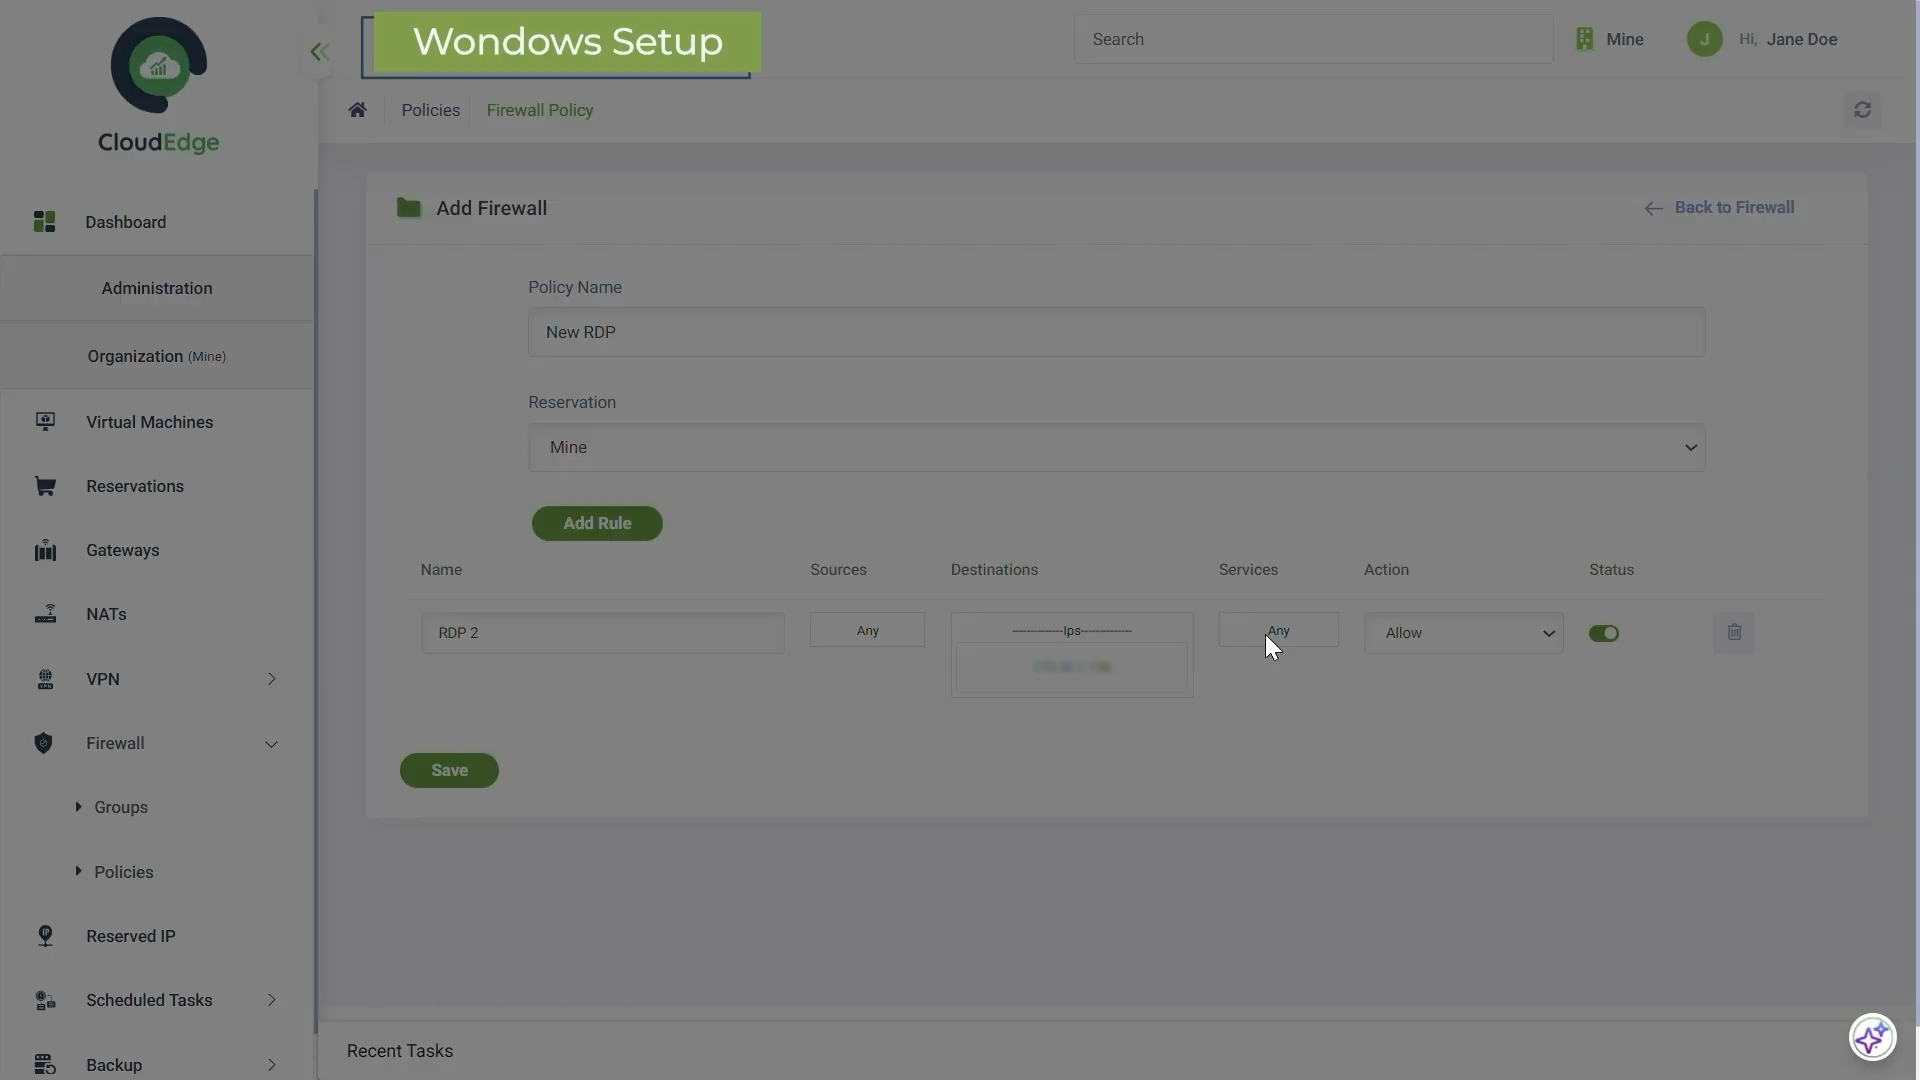 Wondows Setup
Search
Mine
J
Hi, Jane Doe
CloudEdge
Policies
Firewall Policy
Dashboard
Administration
Organization (Mine)
Virtual Machines
Reservations
Gateways
NATs
VPN
Firewall
Groups
Policies
Reserved IP
Scheduled Tasks
Backup
Add Firewall
Back to Firewall
Policy Name
New RDP
Reservation
Mine
Add Rule
Name
Sources
Destinations
Services
Action
Status
RDP 2
Any
--------------Ips--------------
Any
Allow
Save
Recent Tasks